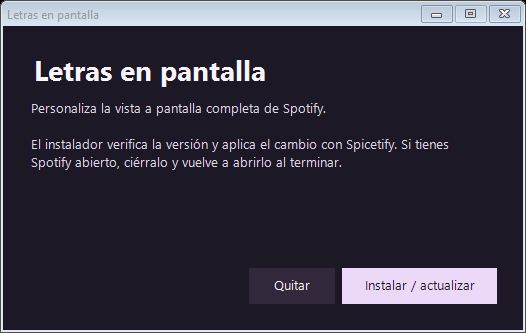 Letras en pantalla
Letras en pantalla
Personaliza la vista a pantalla completa de Spotify.
El instalador verifica la versión y aplica el cambio con Spicetify. Si tienes
Spotify abierto, ciérralo y vuelve a abrirlo al terminar.
Quitar
Instalar / actualizar